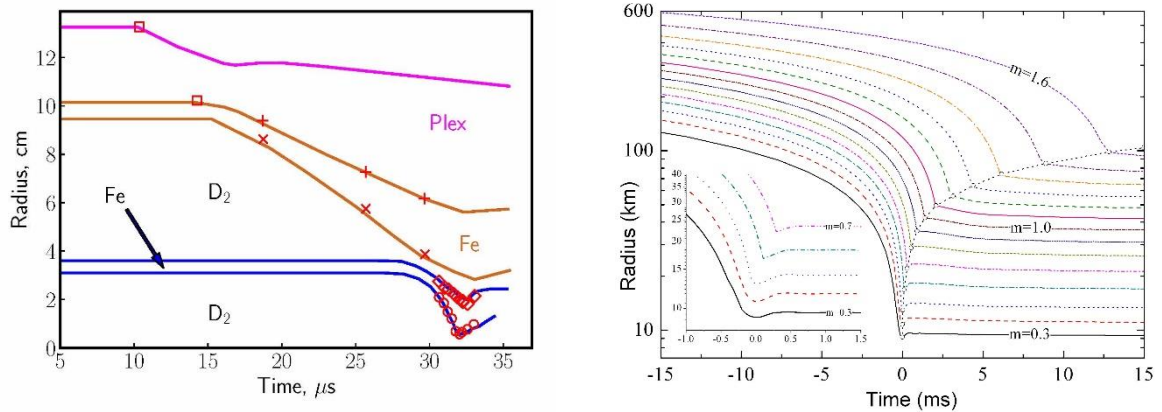 12
10
8
6
4
2
0
Radius, cm
Plex
D2
Fe
Fe
D2
5 10 15 20 25 30 35
Time, μs
600
100
10
Radius (km)
m=1.6
m=1.0
m=0.3
40
35
30
25
20
15
10
m=0.7
m=0.3
-1.0 -0.5 0.0 0.5 1.0 1.5
-15 -10 -5 0 5 10 15
Time (ms)